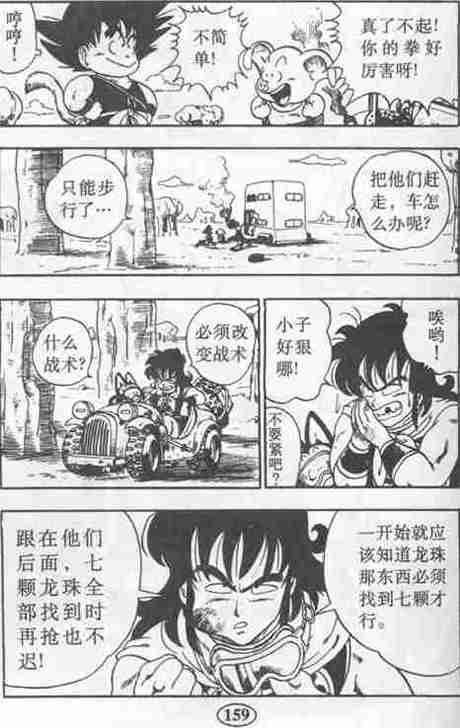 真了不起!
你的拳好
厉害呀!
不简
单!
哼哼!
把他们赶
走，车怎
么办呢?
只能步
行了…
唉哟!
小子
好狠
哪!
不要紧吧?
必须改
变战术
什么
战术?
一开始就应
该知道龙珠
那东西必须
找到七颗才
行。
跟在他们
后面，七
颗龙珠全
部找到时
再抢也不
迟!
159